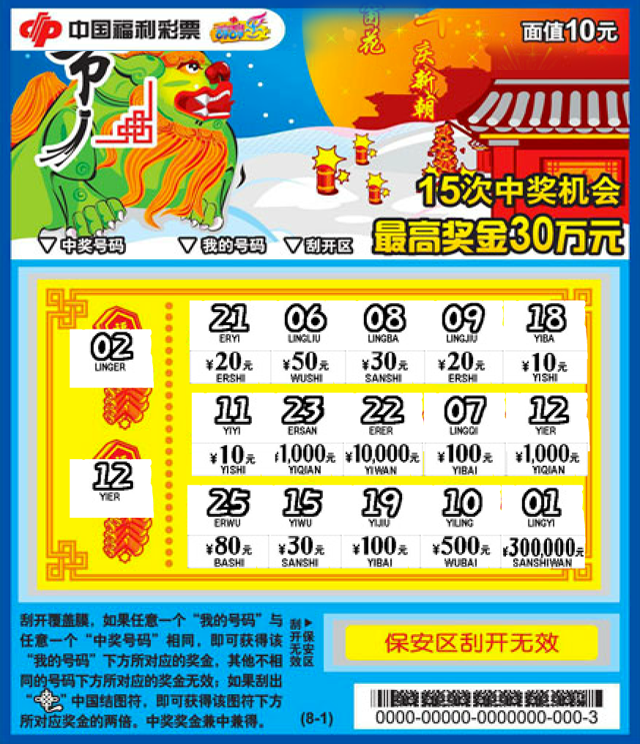 中国福利彩票
面值10元
节
庆新朝
15次中奖机会
最高奖金30万元
▽中奖号码 ▽我的号码 ▽刮开区
02
LINGER
12
YIER
21 06 08 09 18
ERYI LINGLIU LINGBA LINGJIU YIBA
¥20元 ¥50元 ¥30元 ¥20元 ¥10元
ERSHI WUSHI SANSHI ERSHI YISHI
11 23 22 07 12
YIYI ERSAN ERER LINGQI YIER
¥10元 ¥1,000元 ¥10,000元 ¥100元 ¥1,000元
YISHI YIQIAN YIWAN YIBAI YIQIAN
25 15 19 10 01
ERWU YIWU YIJIU YILING LINGYI
¥80元 ¥30元 ¥100元 ¥500元 ¥300,000元
BASHI SANSHI YIBAI WUBAI SANSHIWAN
刮开覆盖膜，如果任意一个“我的号码”与
任意一个“中奖号码”相同，即可获得该
“我的号码”下方所对应的奖金，其他不相
同的号码下方所对应的奖金无效；如果刮出
“ ”中国结图符，即可获得该图符下方
所对应奖金的两倍。中奖奖金兼中兼得。
(8-1)
刮开无效
▶保安区
保安区刮开无效
0000-00000-0000000-000-3